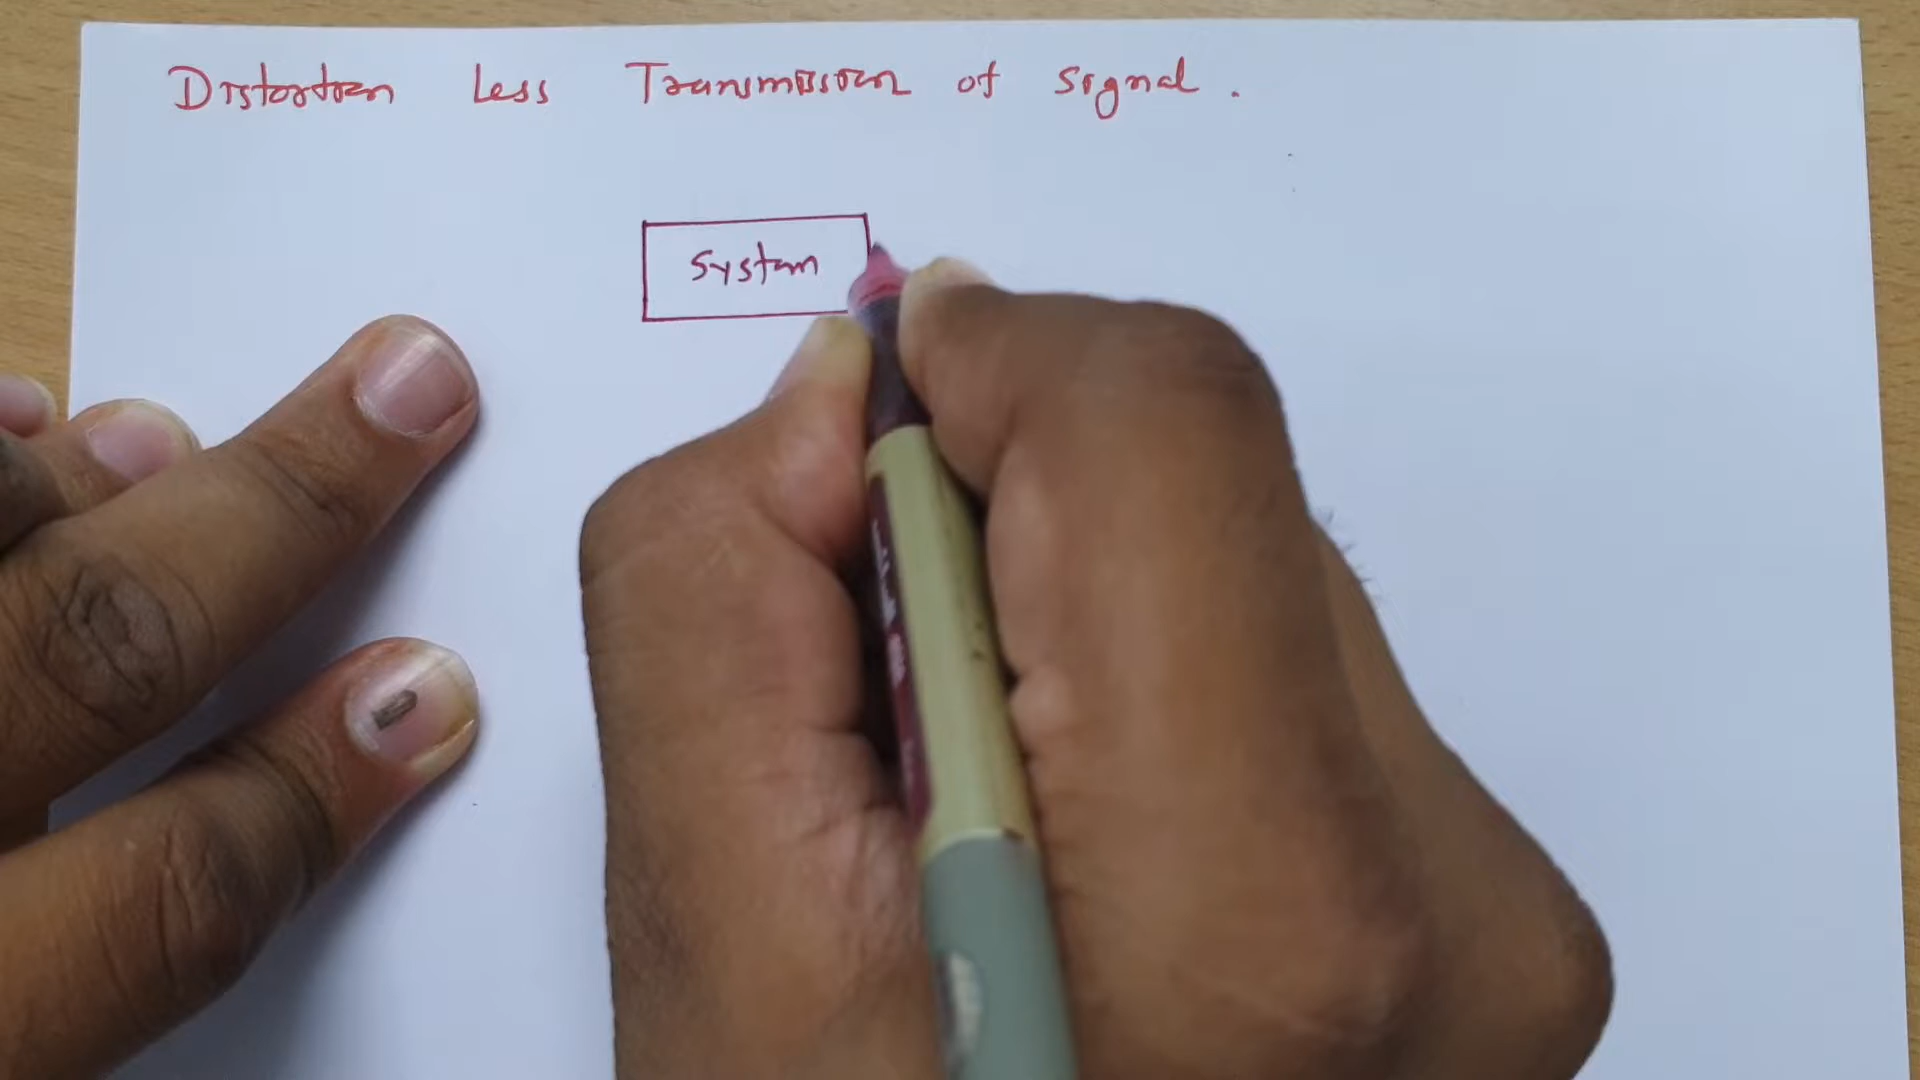 Distortion Less Transmission of signal .
System